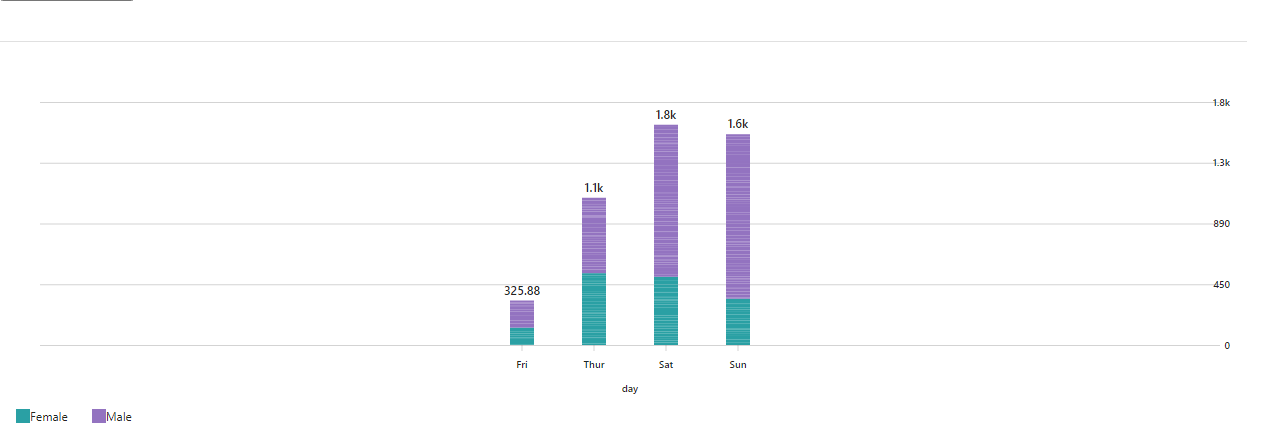 1.8k
1.8k
1.6k
1.3k
1.1k
890
325.88
450
0
Fri Thur Sat Sun
day
Female Male